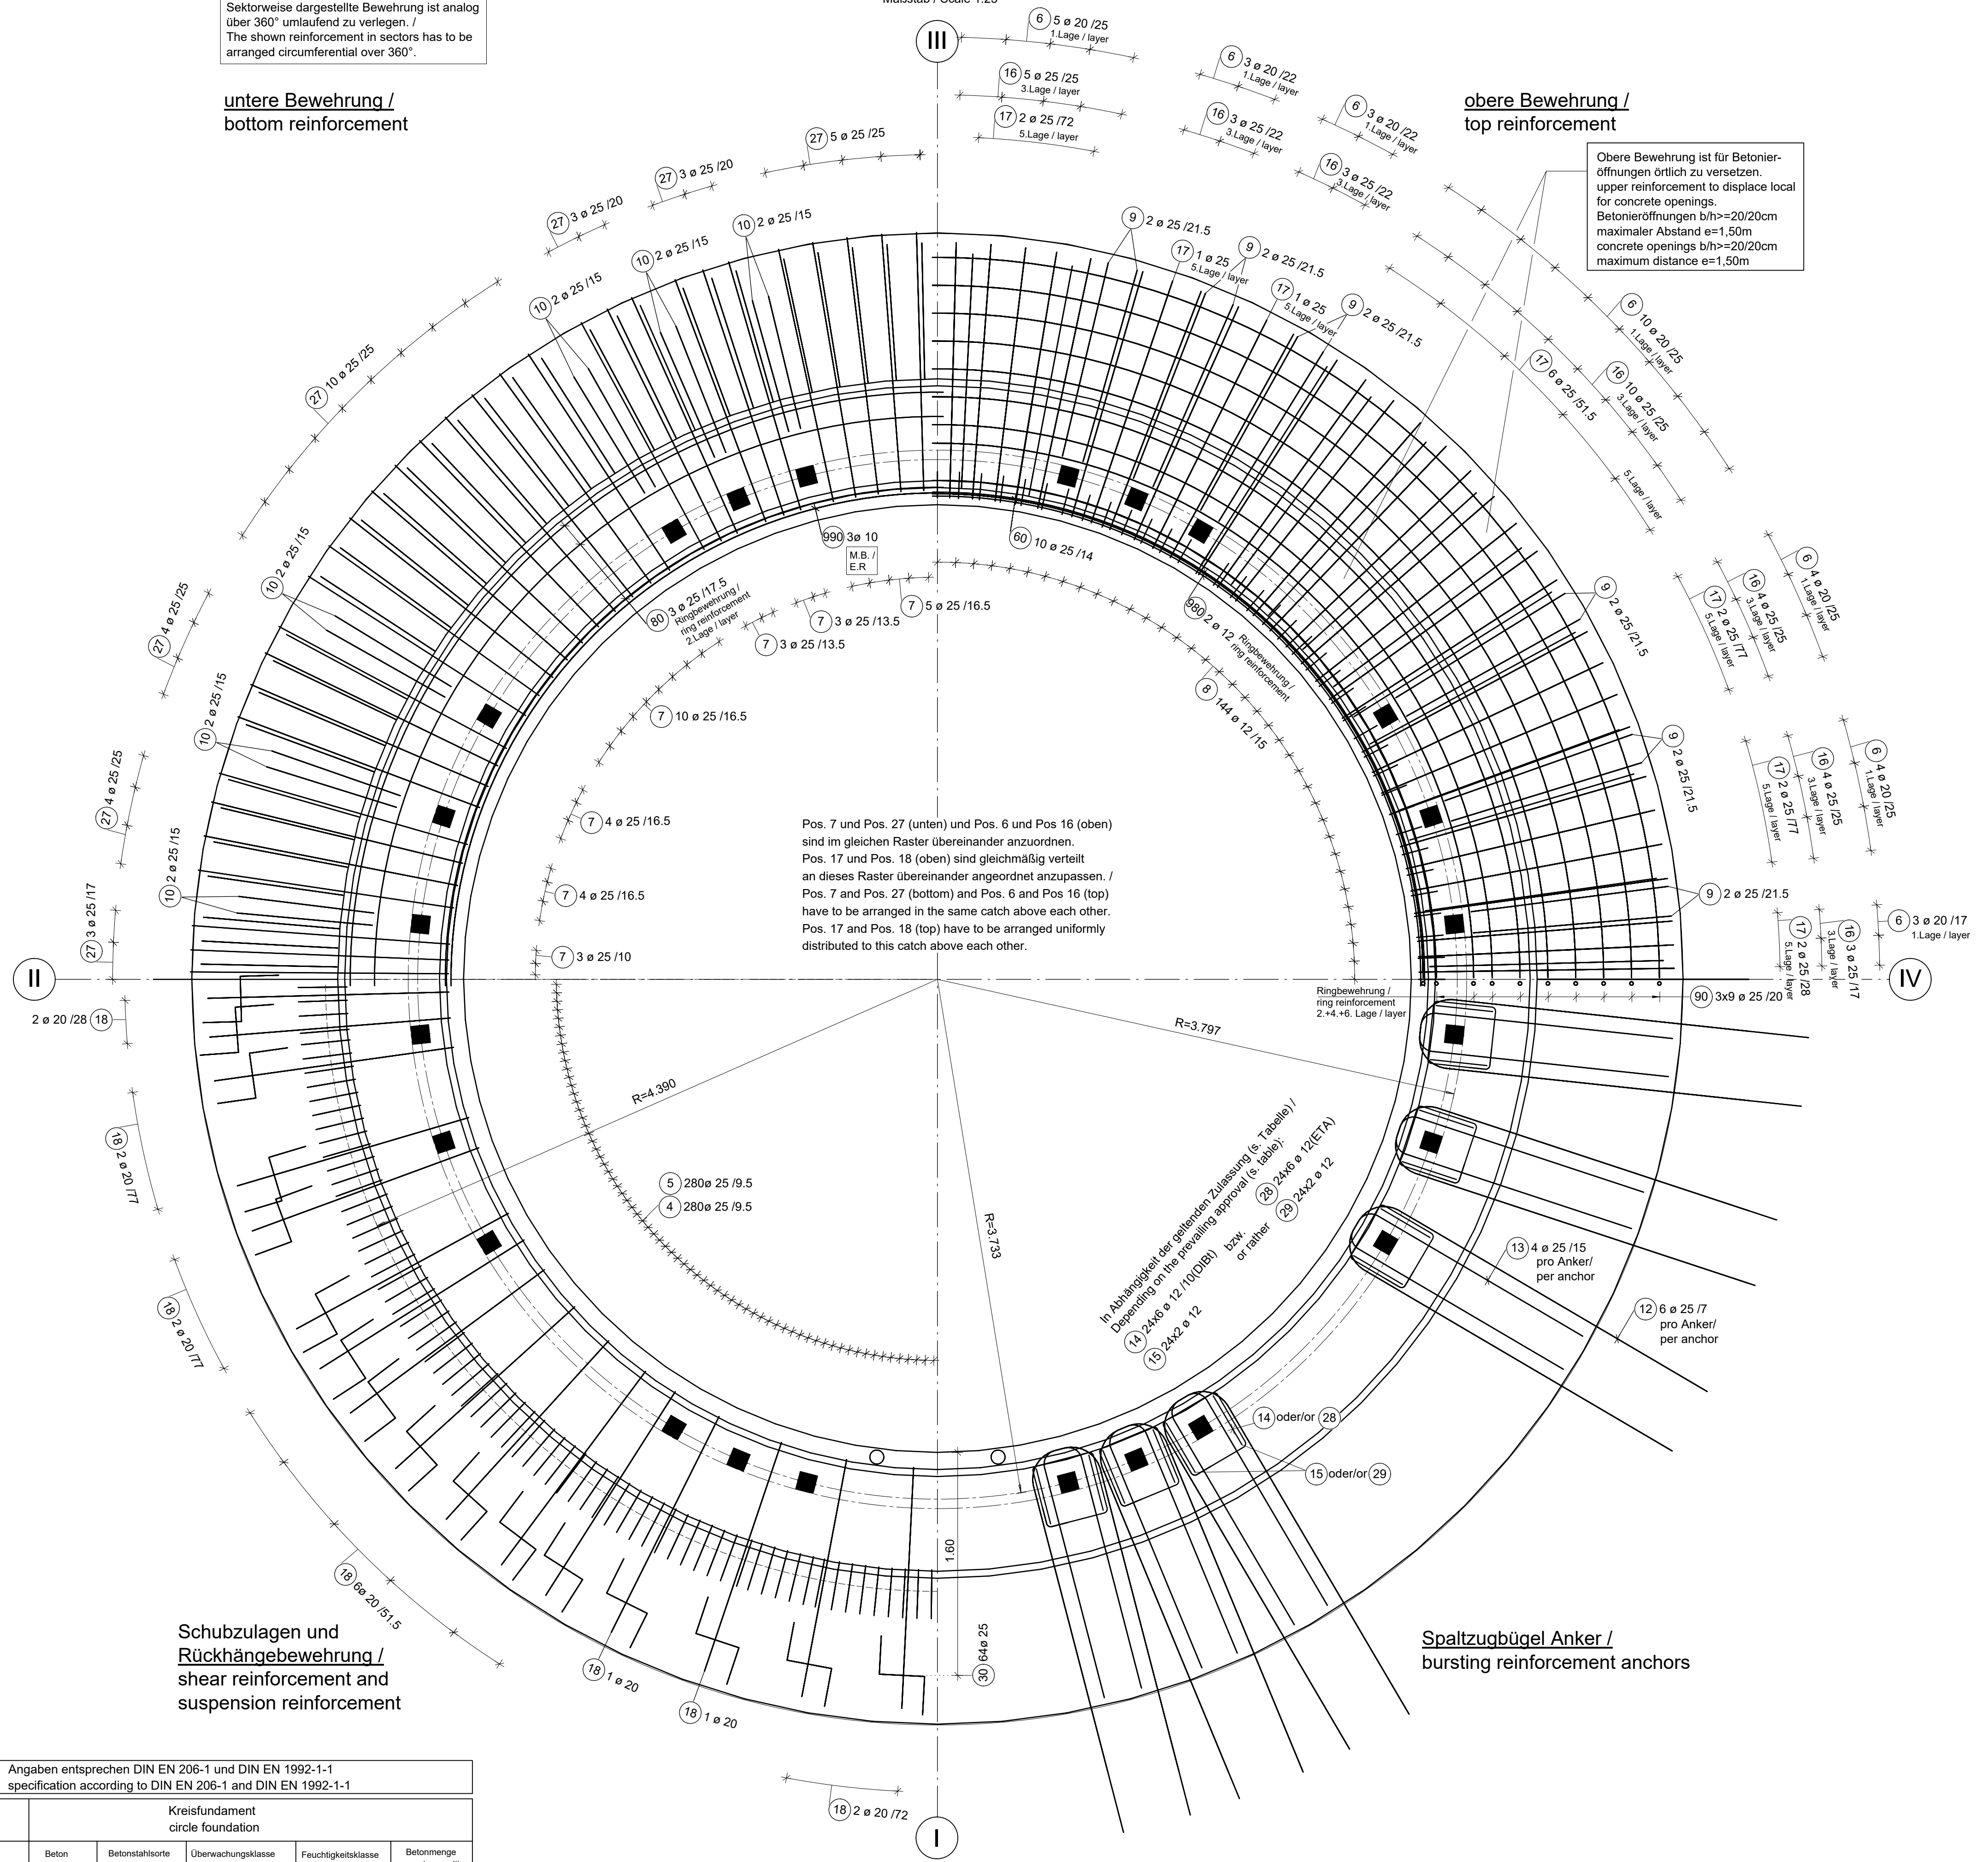 Maßstab / Scale 1:25
Sektorweise dargestellte Bewehrung ist analog
über 360° umlaufend zu verlegen. /
The shown reinforcement in sectors has to be
arranged circumferential over 360°.
untere Bewehrung /
bottom reinforcement
III
obere Bewehrung /
top reinforcement
Obere Bewehrung ist für Betonier-
öffnungen örtlich zu versetzen.
upper reinforcement to displace local
for concrete openings.
Betonieröffnungen b/h>=20/20cm
maximaler Abstand e=1,50m
concrete openings b/h>=20/20cm
maximum distance e=1,50m
6 5 ø 20 /25
1.Lage / layer
16 5 ø 25 /25
3.Lage / layer
17 2 ø 25 /72
5.Lage / layer
6 3 ø 20 /22
1.Lage / layer
16 3 ø 25 /22
3.Lage / layer
6 3 ø 20 /22
1.Lage / layer
16 3 ø 25 /22
3.Lage / layer
27 5 ø 25 /25
27 3 ø 25 /20
27 3 ø 25 /20
10 2 ø 25 /15
10 2 ø 25 /15
10 2 ø 25 /15
27 10 ø 25 /25
9 2 ø 25 /21.5
17 1 ø 25
5.Lage / layer
9 2 ø 25 /21.5
17 1 ø 25
5.Lage / layer
9 2 ø 25 /21.5
6 10 ø 20 /25
1.Lage / layer
16 10 ø 25 /25
3.Lage / layer
17 6 ø 25 /51.5
5.Lage / layer
990 3ø 10
M.B. /
E.R
60 10 ø 25 /14
80 3 ø 25 /17.5
Ringbewehrung /
ring reinforcement
2.Lage / layer
7 5 ø 25 /16.5
7 3 ø 25 /13.5
7 3 ø 25 /13.5
7 10 ø 25 /16.5
7 4 ø 25 /16.5
7 4 ø 25 /16.5
7 3 ø 25 /10
980 2 ø 12
Ringbewehrung /
ring reinforcement
8 144 ø 12 /15
10 2 ø 25 /15
27 4 ø 25 /25
10 2 ø 25 /15
27 4 ø 25 /25
10 2 ø 25 /15
27 3 ø 25 /17
6 4 ø 20 /25
1.Lage / layer
16 4 ø 25 /25
3.Lage / layer
17 2 ø 25 /77
5.Lage / layer
9 2 ø 25 /21.5
6 4 ø 20 /25
1.Lage / layer
16 4 ø 25 /25
3.Lage / layer
17 2 ø 25 /77
5.Lage / layer
9 2 ø 25 /21.5
9 2 ø 25 /21.5
6 3 ø 20 /17
1.Lage / layer
16 3 ø 25 /17
3.Lage / layer
17 2 ø 25 /28
5.Lage / layer
Pos. 7 und Pos. 27 (unten) und Pos. 6 und Pos 16 (oben)
sind im gleichen Raster übereinander anzuordnen.
Pos. 17 und Pos. 18 (oben) sind gleichmäßig verteilt
an dieses Raster übereinander angeordnet anzupassen. /
Pos. 7 and Pos. 27 (bottom) and Pos. 6 and Pos 16 (top)
have to be arranged in the same catch above each other.
Pos. 17 and Pos. 18 (top) have to be arranged uniformly
distributed to this catch above each other.
II
IV
Ringbewehrung /
ring reinforcement
2.+4.+6. Lage / layer
90 3x9 ø 25 /20
2 ø 20 /28 18
18 2 ø 20 /77
18 2 ø 20 /77
18 6ø 20 /51.5
R=3.797
R=4.390
R=3.733
5 280ø 25 /9.5
4 280ø 25 /9.5
In Abhängigkeit der geltenden Zulassung (s. Tabelle) /
Depending on the prevailing approval (s. table):
14 24x6 ø 12 /10(DIBt) bzw. 28 24x6 ø 12(ETA)
15 24x2 ø 12 or rather 29 24x2 ø 12
13 4 ø 25 /15
pro Anker/
per anchor
12 6 ø 25 /7
pro Anker/
per anchor
14 oder/or 28
15 oder/or 29
1.60
30 64ø 25
18 1 ø 20
18 1 ø 20
18 2 ø 20 /72
Schubzulagen und
Rückhängebewehrung /
shear reinforcement and
suspension reinforcement
Spaltzugbügel Anker /
bursting reinforcement anchors
I
Angaben entsprechen DIN EN 206-1 und DIN EN 1992-1-1
specification according to DIN EN 206-1 and DIN EN 1992-1-1
Kreisfundament
circle foundation
Beton Betonstahlsorte Überwachungsklasse Feuchtigkeitsklasse Betonmenge